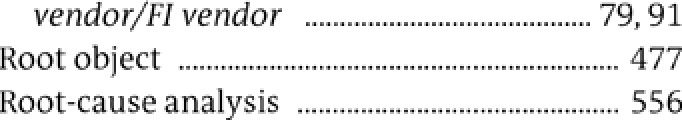 vendor/FI vendor ........................................ 79, 91
Root object ............................................................... 477
Root-cause analysis .............................................. 556